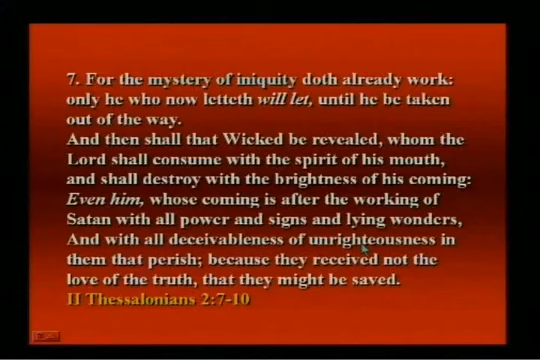 7. For the mystery of iniquity doth already work:
only he who now letteth will let, until he be taken
out of the way.
And then shall that Wicked be revealed, whom the
Lord shall consume with the spirit of his mouth,
and shall destroy with the brightness of his coming:
Even him, whose coming is after the working of
Satan with all power and signs and lying wonders,
And with all deceivableness of unrighteousness in
them that perish; because they received not the
love of the truth, that they might be saved.
II Thessalonians 2:7-10